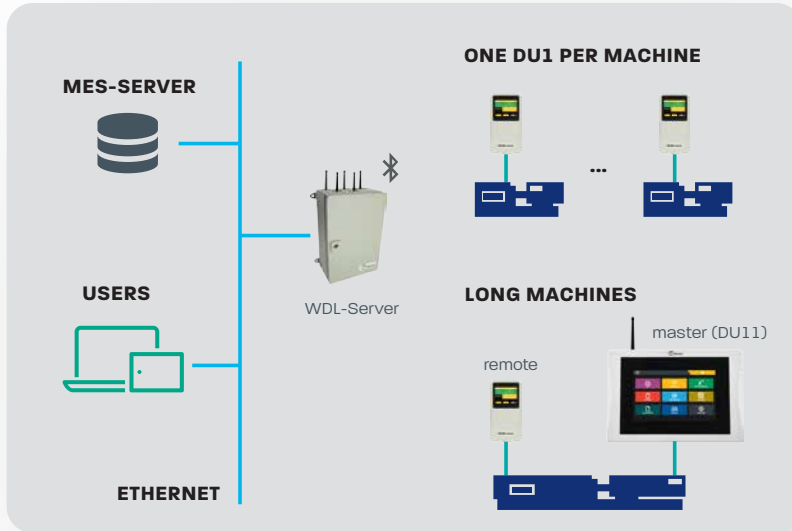 MES-SERVER
USERS
ETHERNET
WDL-Server
ONE DU1 PER MACHINE
...
LONG MACHINES
remote
master (DU11)